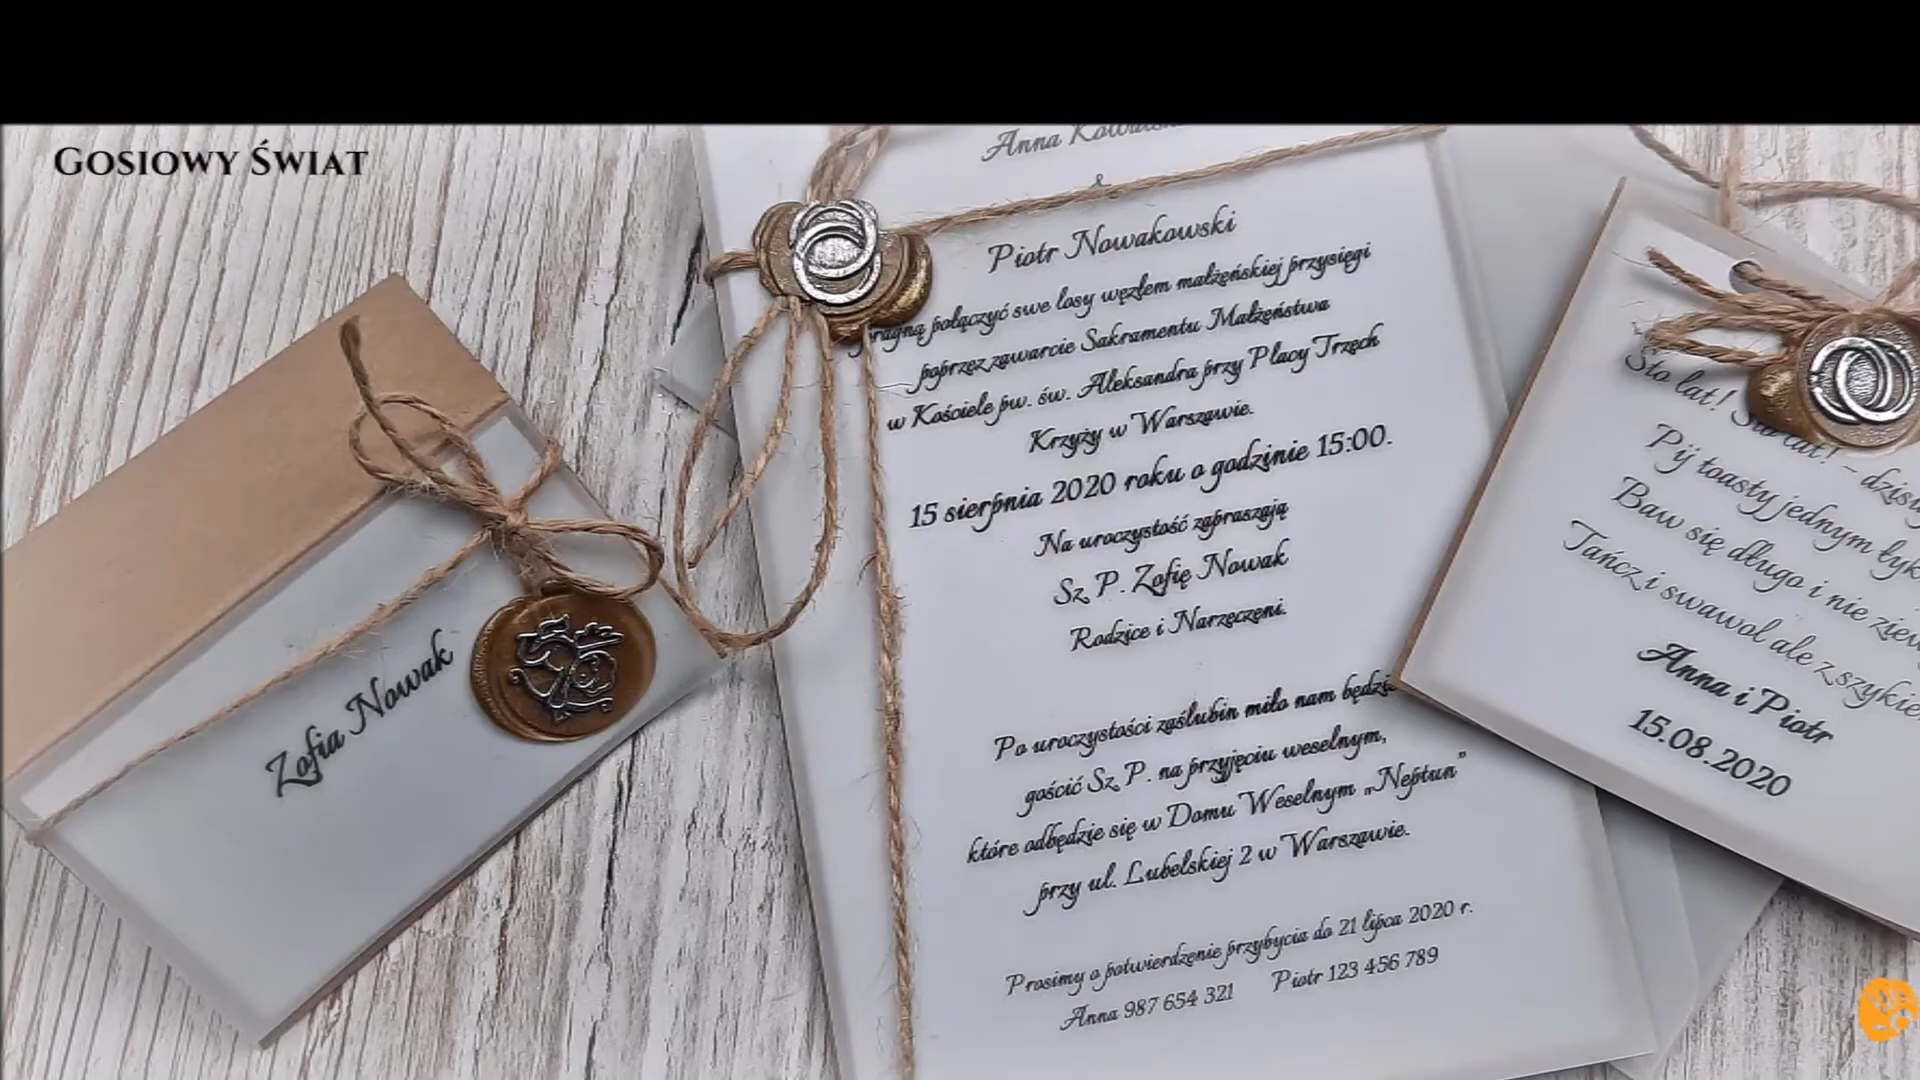 GOSIOWY ŚWIAT
Zofia Nowak
Anna
&
Piotr Nowakowski
pragną połączyć swe losy węzłem małżeńskiej przysięgi
poprzez zawarcie Sakramentu Małżeństwa
w Kościele pw. św. Aleksandra przy Placy Trzech
Krzyży w Warszawie.
15 sierpnia 2020 roku o godzinie 15:00.
Na uroczystość zapraszają
Sz. P. Zofię Nowak
Rodzice i Narzeczeni.
Po uroczystości zaślubin miło nam będzie
gościć Sz. P. na przyjęciu weselnym,
które odbędzie się w Domu Weselnym „Neptun”
przy ul. Lubelskiej 2 w Warszawie.
Prosimy o potwierdzenie przybycia do 21 lipca 2020 r.
Anna 987 654 321 Piotr 123 456 789
Sto lat! Sto lat! -
Pij toasty jednym
Baw się długo i nie
Tańcz i swawol ale z
Anna i Piotr
15.08.2020